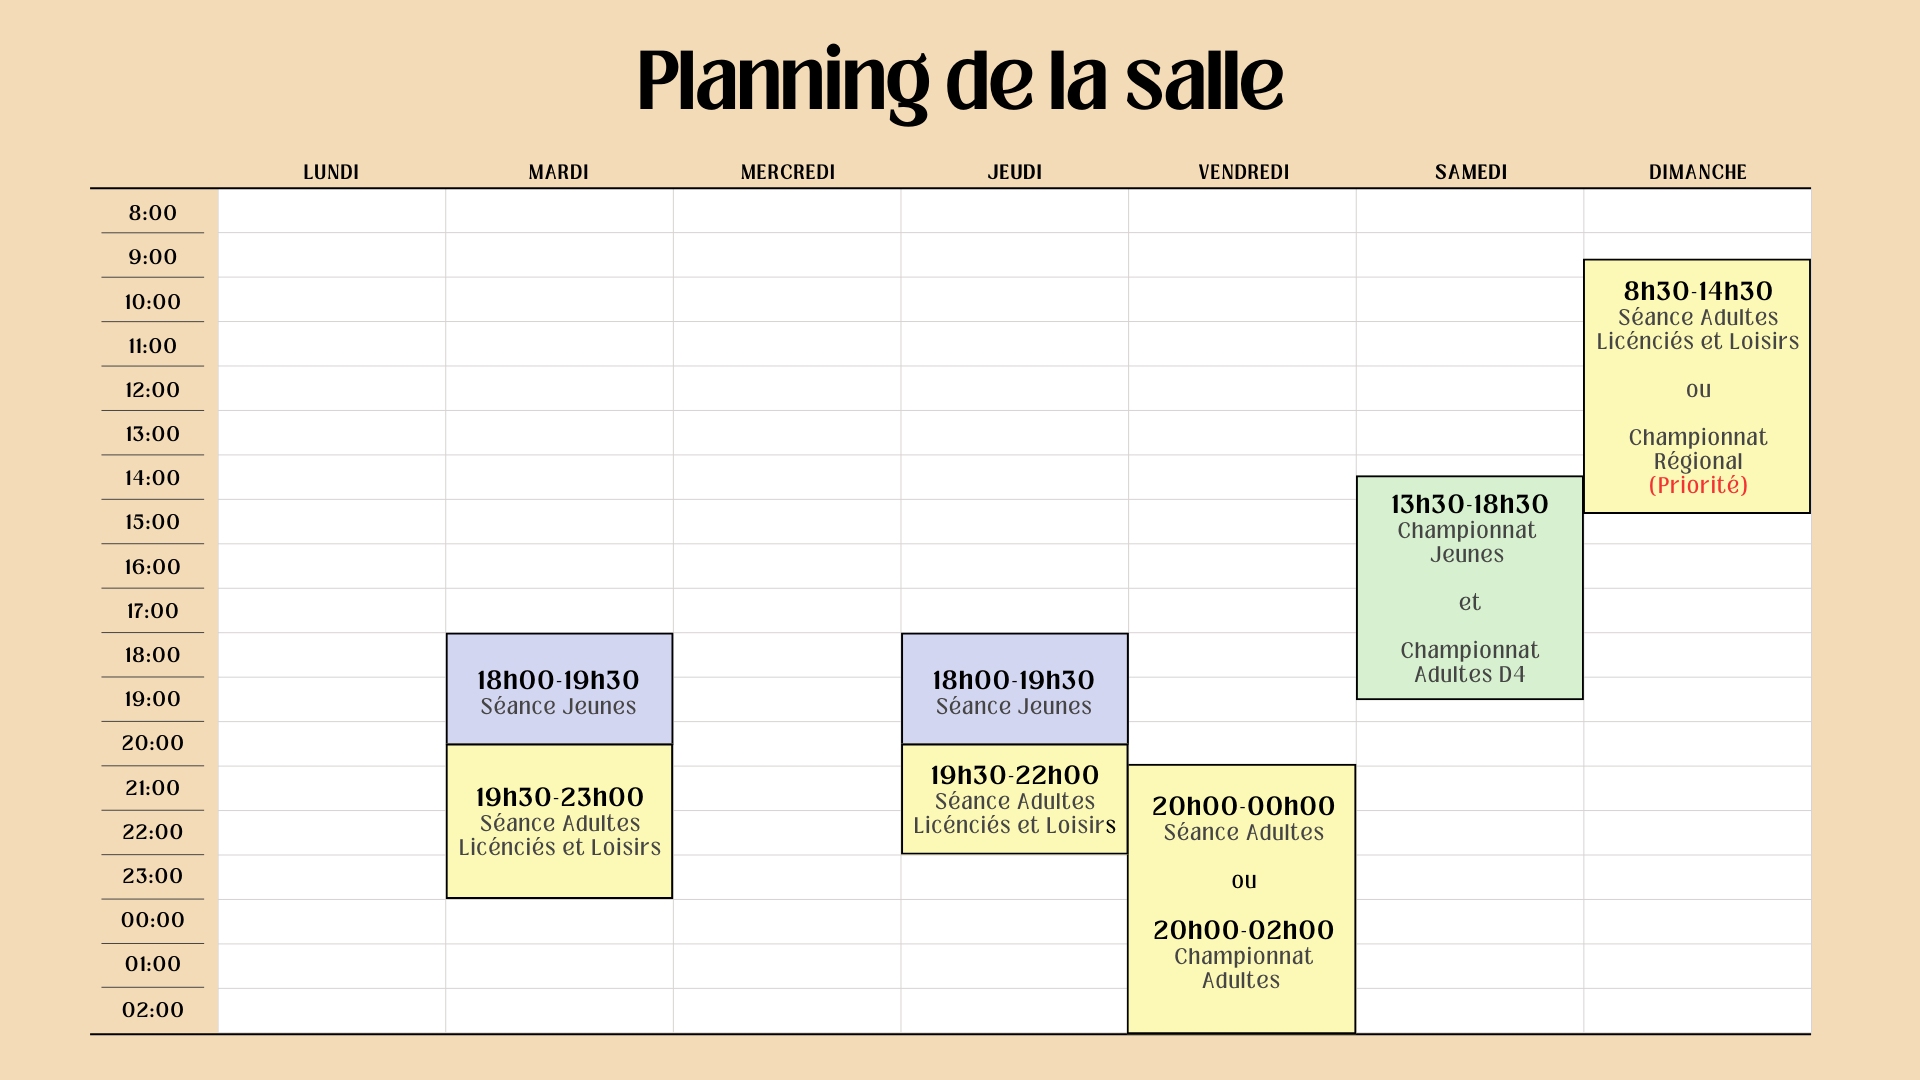 Planning de la salle
LUNDI
MARDI
MERCREDI
JEUDI
VENDREDI
SAMEDI
DIMANCHE
8:00
9:00
10:00
11:00
12:00
13:00
14:00
15:00
16:00
17:00
18:00
19:00
20:00
21:00
22:00
23:00
00:00
01:00
02:00
18h00-19h30
Séance Jeunes
19h30-23h00
Séance Adultes
Licénciés et Loisirs
18h00-19h30
Séance Jeunes
19h30-22h00
Séance Adultes
Licénciés et Loisirs
20h00-00h00
Séance Adultes
ou
20h00-02h00
Championnat
Adultes
13h30-18h30
Championnat
Jeunes
et
Championnat
Adultes D4
8h30-14h30
Séance Adultes
Licénciés et Loisirs
ou
Championnat
Régional
(Priorité)